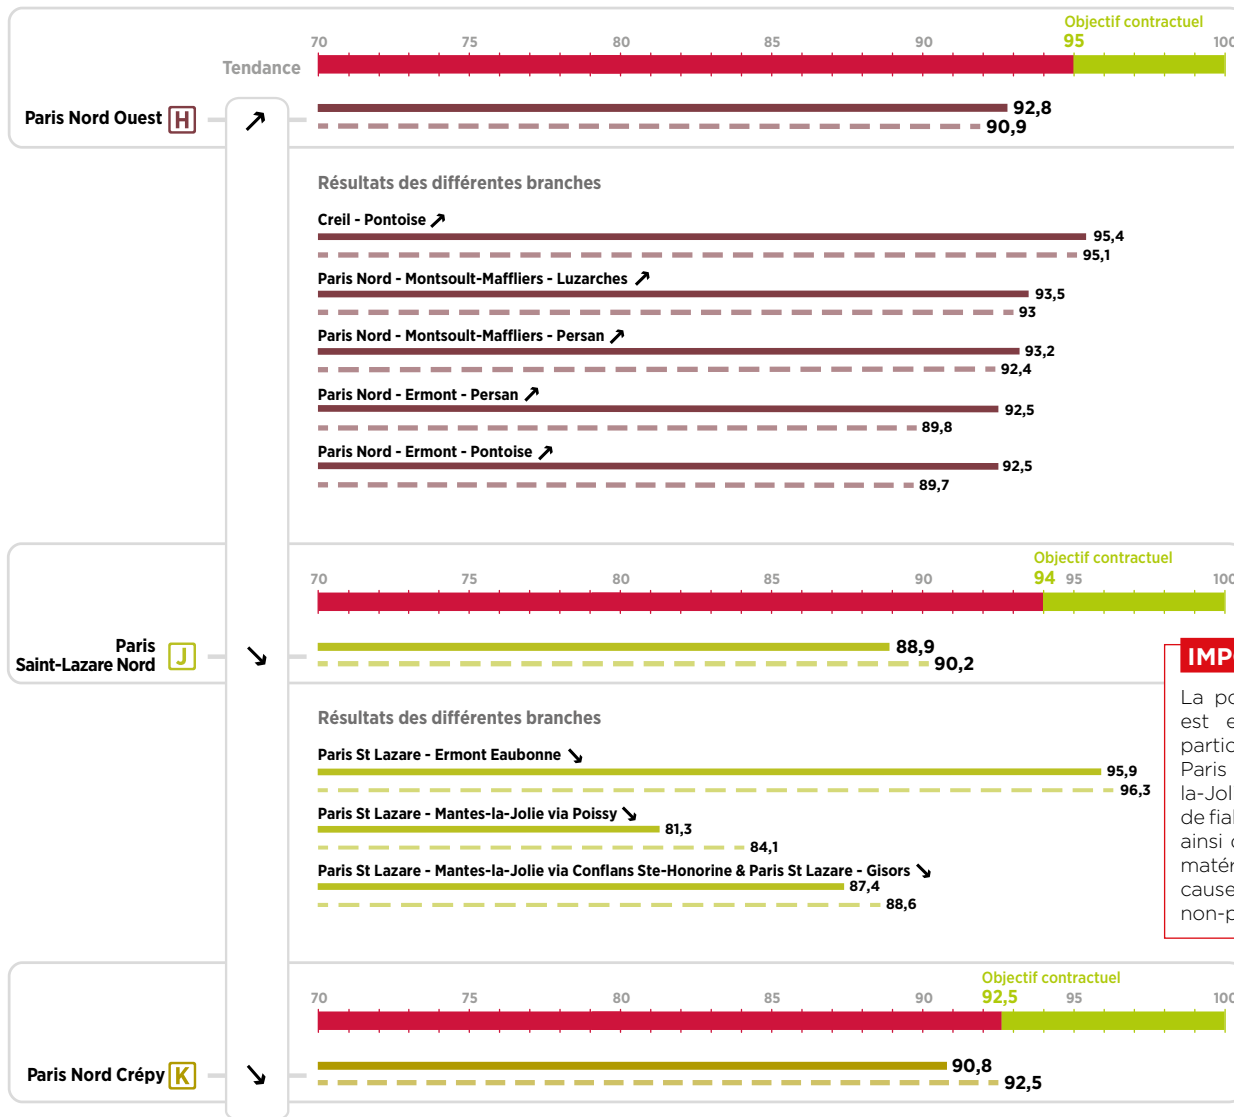 Objectif contractuel
70 75 80 85 90 95 100
Tendance
Paris Nord Ouest H
92,8
90,9
Résultats des différentes branches
Creil - Pontoise
95,4
95,1
Paris Nord - Montsoult-Maffliers - Luzarches
93,5
93
Paris Nord - Montsoult-Maffliers - Persan
93,2
92,4
Paris Nord - Ermont - Persan
92,5
89,8
Paris Nord - Ermont - Pontoise
92,5
89,7
Objectif contractuel
70 75 80 85 90 94 95 100
Paris
Saint-Lazare Nord J
88,9
90,2
Résultats des différentes branches
Paris St Lazare - Ermont Eaubonne
95,9
96,3
Paris St Lazare - Mantes-la-Jolie via Poissy
81,3
84,1
Paris St Lazare - Mantes-la-Jolie via Conflans Ste-Honorine & Paris St Lazare - Gisors
87,4
88,6
La
est
Paris
la-Jol
de fia
ainsi
matér
cause
non-p
Objectif contractuel
70 75 80 85 90 92,5 95 100
Paris Nord Crépy K
90,8
92,5